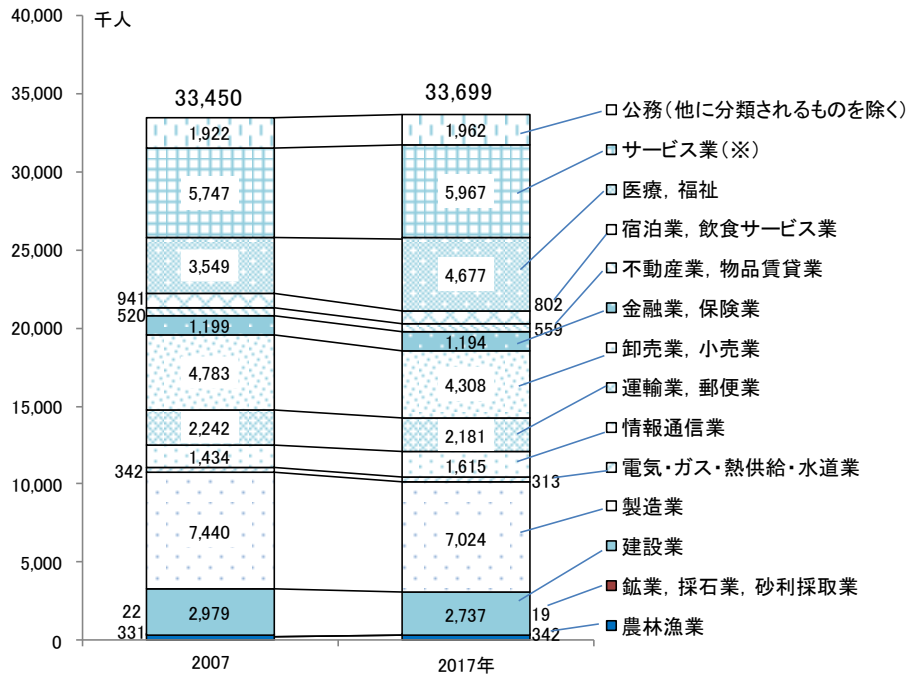 40,000
千人
35,000
30,000
25,000
20,000
15,000
10,000
5,000
0
33,450
1,922
5,747
3,549
941
520
1,199
4,783
2,242
1,434
342
7,440
22
2,979
331
2007
33,699
1,962
5,967
4,677
802
559
1,194
4,308
2,181
1,615
313
7,024
2,737
19
342
2017年
公務(他に分類されるものを除く)
サービス業(※)
医療,福祉
宿泊業,飲食サービス業
不動産業,物品賃貸業
金融業,保険業
卸売業,小売業
運輸業,郵便業
情報通信業
電気・ガス・熱供給・水道業
製造業
建設業
鉱業,採石業,砂利採取業
農林漁業